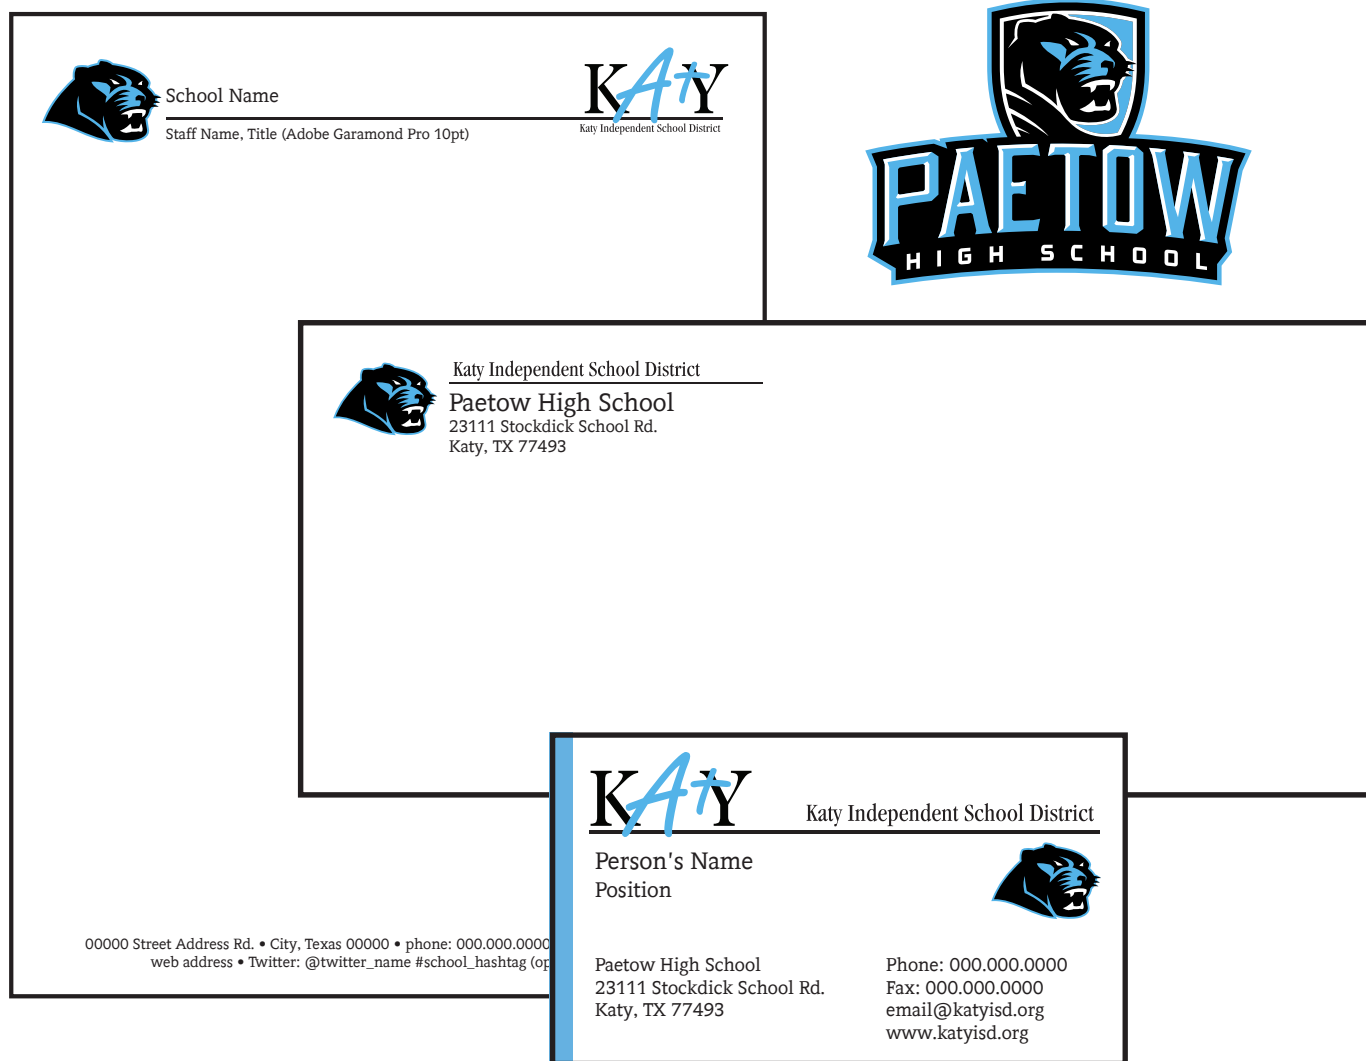 School Name
KAtY
Katy Independent School District
Staff Name, Title (Adobe Garamond Pro 10pt)
PAETOW
HIGH SCHOOL
Katy Independent School District
Paetow High School
23111 Stockdick School Rd.
Katy, TX 77493
KAtY
Katy Independent School District
Person's Name
Position
Paetow High School
23111 Stockdick School Rd.
Katy, TX 77493
Phone: 000.000.0000
Fax: 000.000.0000
email@katyisd.org
www.katyisd.org
00000 Street Address Rd. • City, Texas 00000 • phone: 000.000.0000
web address • Twitter: @twitter_name #school_hashtag (op